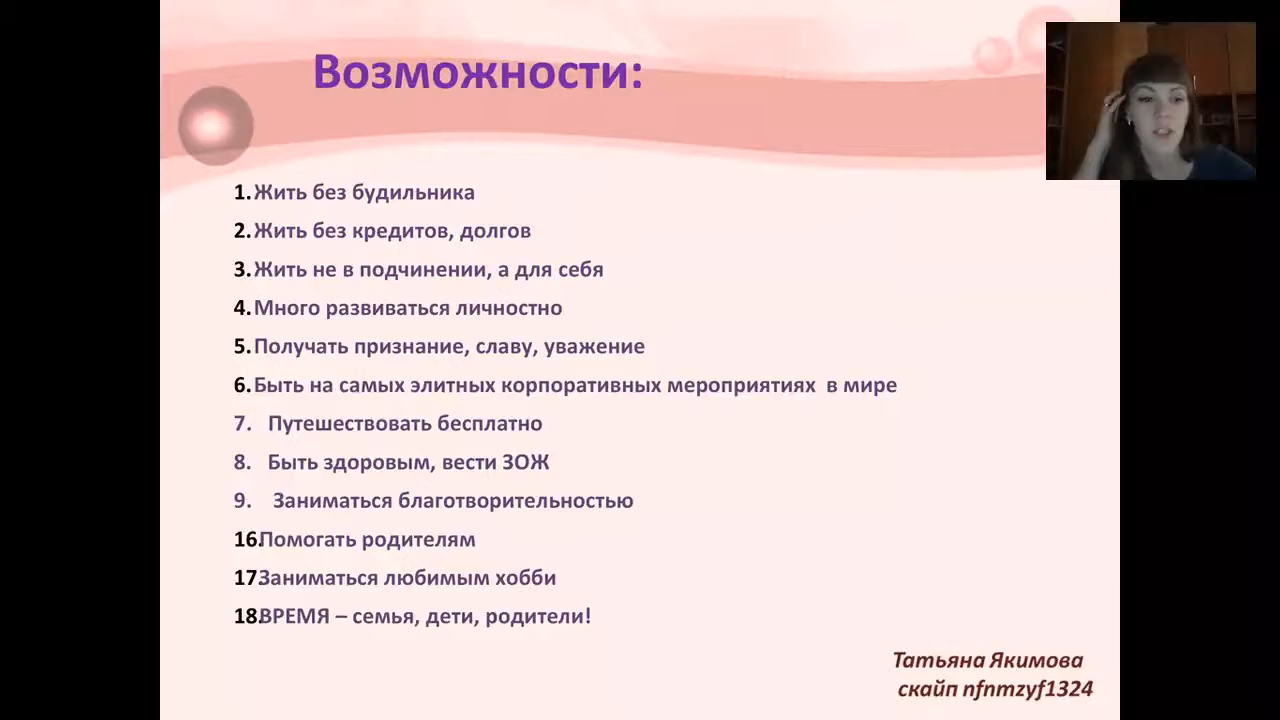 Возможности:
1.Жить без будильника
2.Жить без кредитов, долгов
3.Жить не в подчинении, а для себя
4.Много развиваться личностно
5.Получать признание, славу, уважение
6.Быть на самых элитных корпоративных мероприятиях в мире
7. Путешествовать бесплатно
8. Быть здоровым, вести ЗОЖ
9. Заниматься благотворительностью
16.Помогать родителям
17.Заниматься любимым хобби
18.ВРЕМЯ – семья, дети, родители!
Татьяна Якимова
скайп nfnmzyf1324